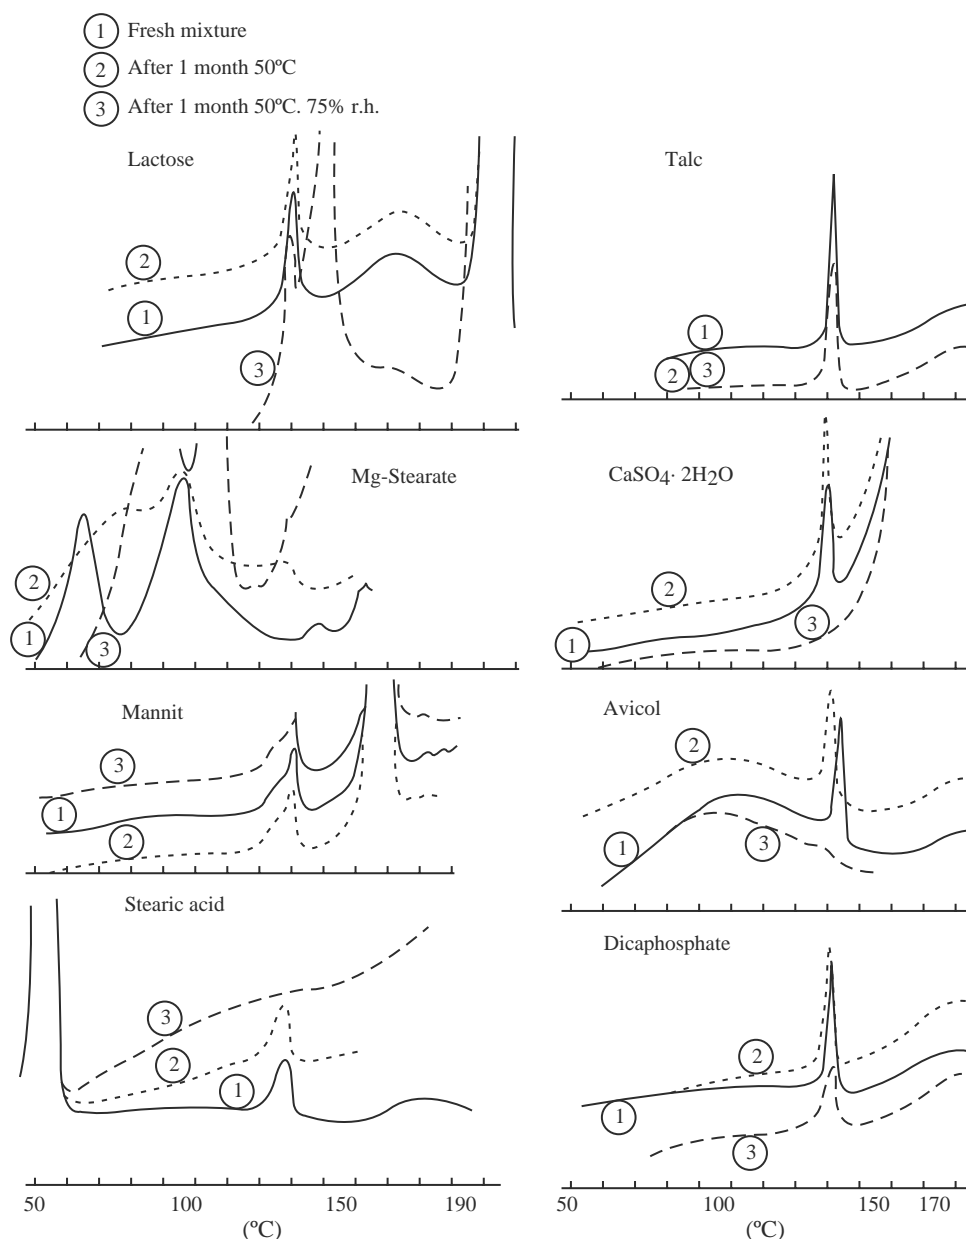 1 Fresh mixture
2 After 1 month 50ºC
3 After 1 month 50ºC. 75% r.h.
Lactose
2
1
3
Talc
1
2 3
Mg-Stearate
2
1
3
CaSO4· 2H2O
2
1
3
Mannit
3
1
2
Avicol
2
1
3
Stearic acid
3
2
1
50 100 150 190
(ºC)
Dicaphosphate
2
1
3
50 100 150 170
(ºC)